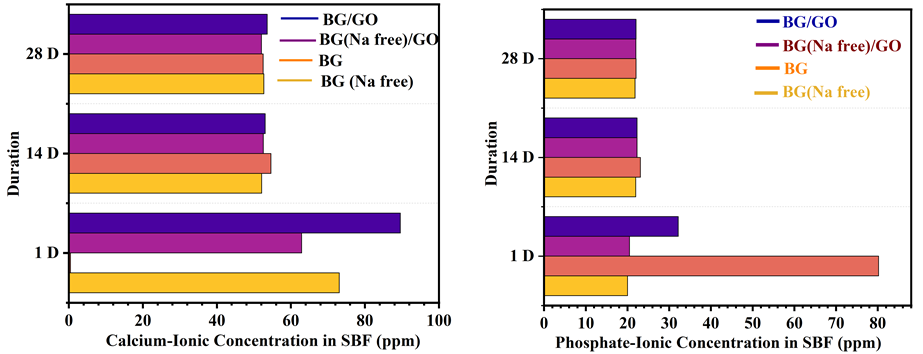 BG/GO
BG(Na free)/GO
BG
BG (Na free)
28 D
14 D
1 D
Duration
0 20 40 60 80 100
Calcium-Ionic Concentration in SBF (ppm)
BG/GO
BG(Na free)/GO
BG
BG(Na free)
28 D
14 D
1 D
Duration
0 10 20 30 40 50 60 70 80
Phosphate-Ionic Concentration in SBF (ppm)